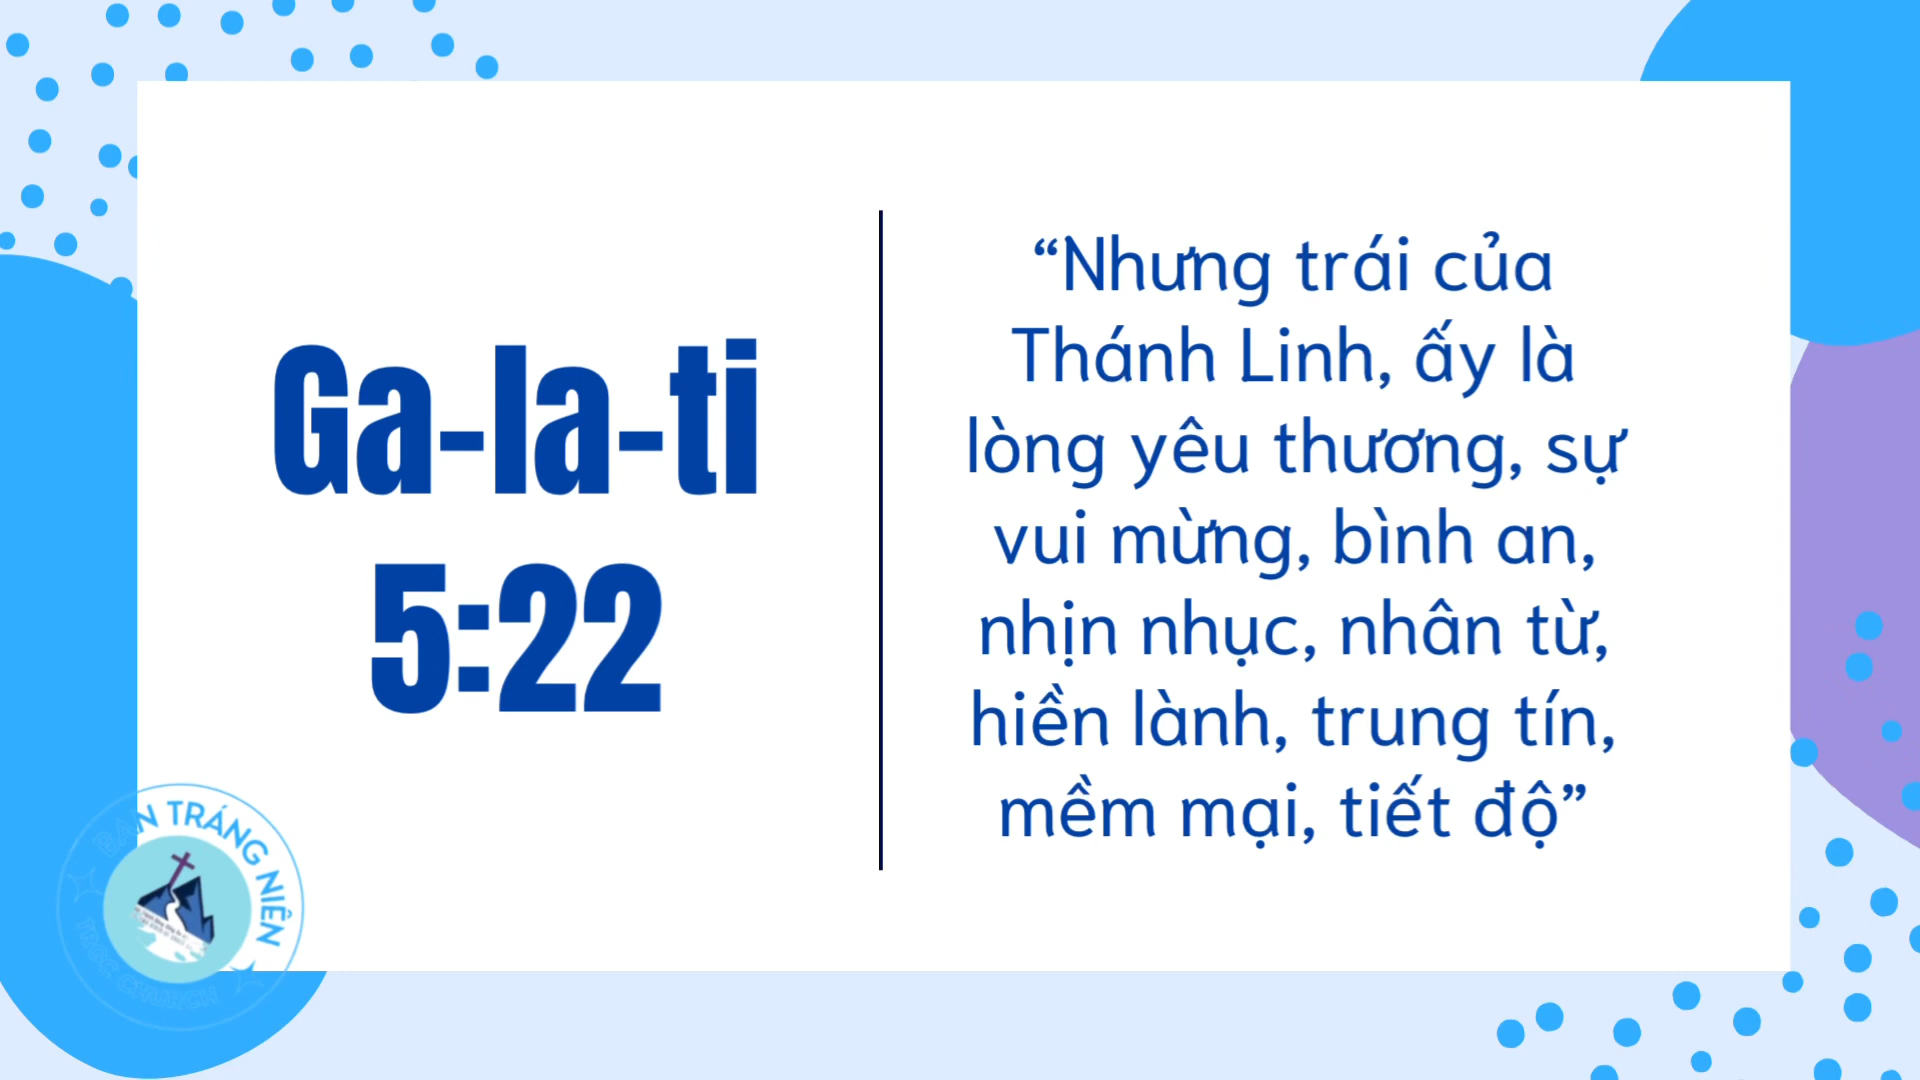 Ga-la-ti
5:22
“Nhưng trái của
Thánh Linh, ấy là
lòng yêu thương, sự
vui mừng, bình an,
nhịn nhục, nhân từ,
hiền lành, trung tín,
mềm mại, tiết độ”
BAN TRÁNG NIÊN
CHURCH